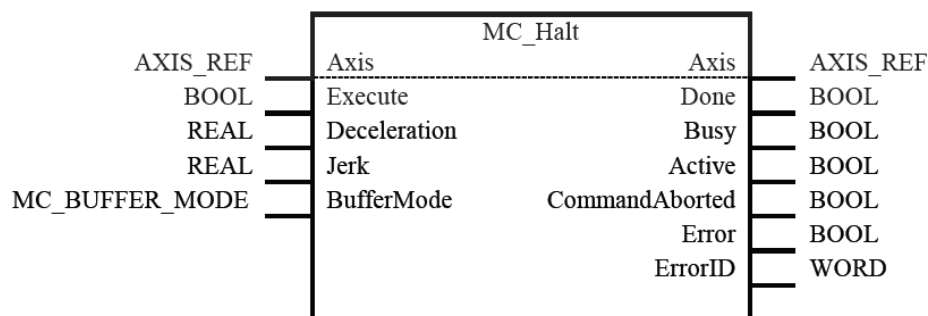 MC_Halt
AXIS_REF Axis Axis AXIS_REF
BOOL Execute Done BOOL
REAL Deceleration Busy BOOL
REAL Jerk Active BOOL
MC_BUFFER_MODE BufferMode CommandAborted BOOL
Error BOOL
ErrorID WORD